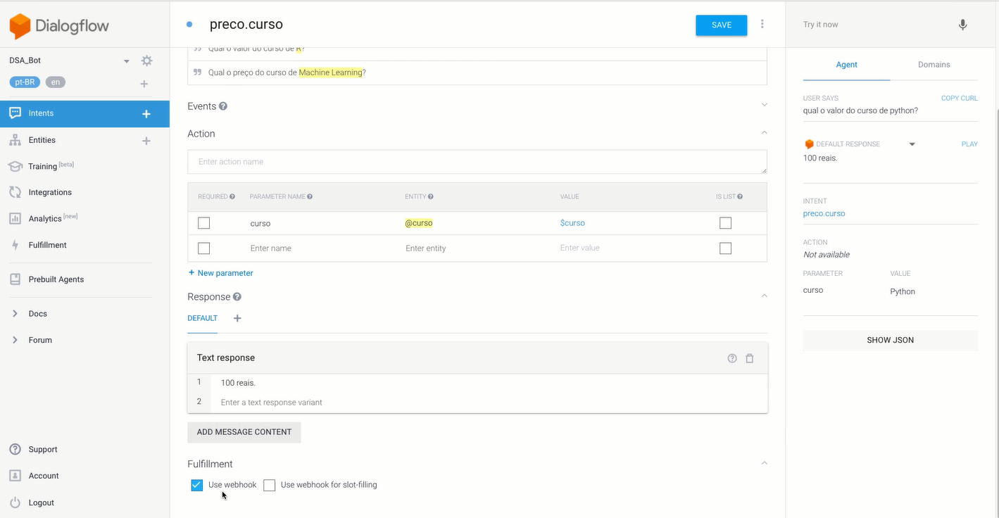 Dialogflow
DSA_Bot
pt-BR en
Intents
Entities
Training [beta]
Integrations
Analytics [new]
Fulfillment
Prebuilt Agents
Docs
Forum
Support
Account
Logout
preco.curso
SAVE
Qual o valor do curso de R?
Qual o preço do curso de Machine Learning?
Events
Action
Enter action name
REQUIRED PARAMETER NAME ENTITY VALUE IS LIST
curso @curso $curso
Enter name Enter entity Enter value
+ New parameter
Response
DEFAULT +
Text response
1 100 reais.
2 Enter a text response variant
ADD MESSAGE CONTENT
Fulfillment
Use webhook Use webhook for slot-filling
Try it now
Agent Domains
USER SAYS COPY CURL
qual o valor do curso de python?
DEFAULT RESPONSE PLAY
100 reais.
INTENT
preco.curso
ACTION
Not available
PARAMETER VALUE
curso Python
SHOW JSON